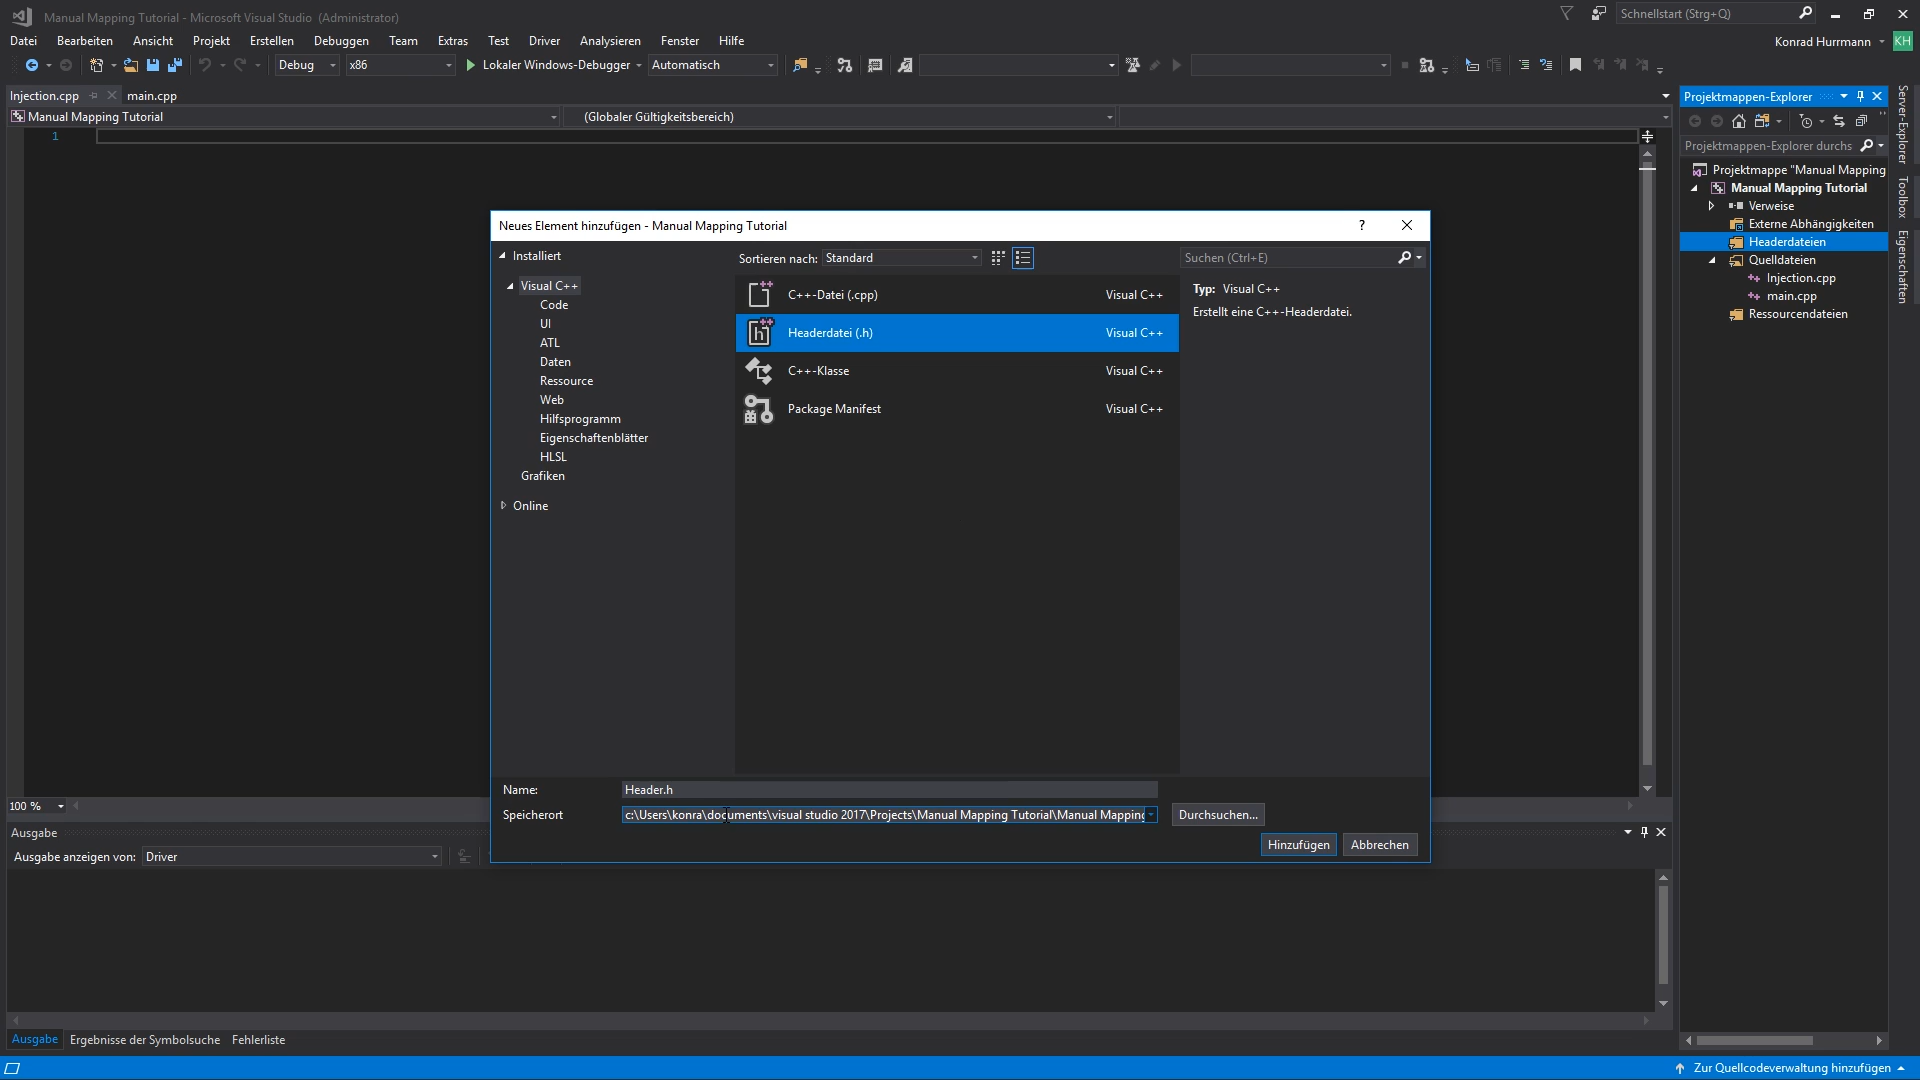 Manual Mapping Tutorial - Microsoft Visual Studio (Administrator)
Schnellstart (Strg+Q)
Datei Bearbeiten Ansicht Projekt Erstellen Debuggen Team Extras Test Driver Analysieren Fenster Hilfe
Konrad Hurrmann KH
Debug x86 Lokaler Windows-Debugger Automatisch
Injection.cpp main.cpp
Manual Mapping Tutorial (Globaler Gültigkeitsbereich)
1
Projektmappen-Explorer
Projektmappen-Explorer durchs
Projektmappe "Manual Mapping
Manual Mapping Tutorial
Verweise
Externe Abhängigkeiten
Headerdateien
Quelldateien
Injection.cpp
main.cpp
Ressourcendateien
Server-Explorer
Toolbox
Eigenschaften
Neues Element hinzufügen - Manual Mapping Tutorial
?
Installiert
Visual C++
Code
UI
ATL
Daten
Ressource
Web
Hilfsprogramm
Eigenschaftenblätter
HLSL
Grafiken
Online
Sortieren nach: Standard
C++-Datei (.cpp) Visual C++
Headerdatei (.h) Visual C++
C++-Klasse Visual C++
Package Manifest Visual C++
Suchen (Ctrl+E)
Typ: Visual C++
Erstellt eine C++-Headerdatei.
Name: Header.h
Speicherort c:\Users\konra\documents\visual studio 2017\Projects\Manual Mapping Tutorial\Manual Mapping
Durchsuchen...
Hinzufügen Abbrechen
100 %
Ausgabe
Ausgabe anzeigen von: Driver
Ausgabe Ergebnisse der Symbolsuche Fehlerliste
Zur Quellcodeverwaltung hinzufügen